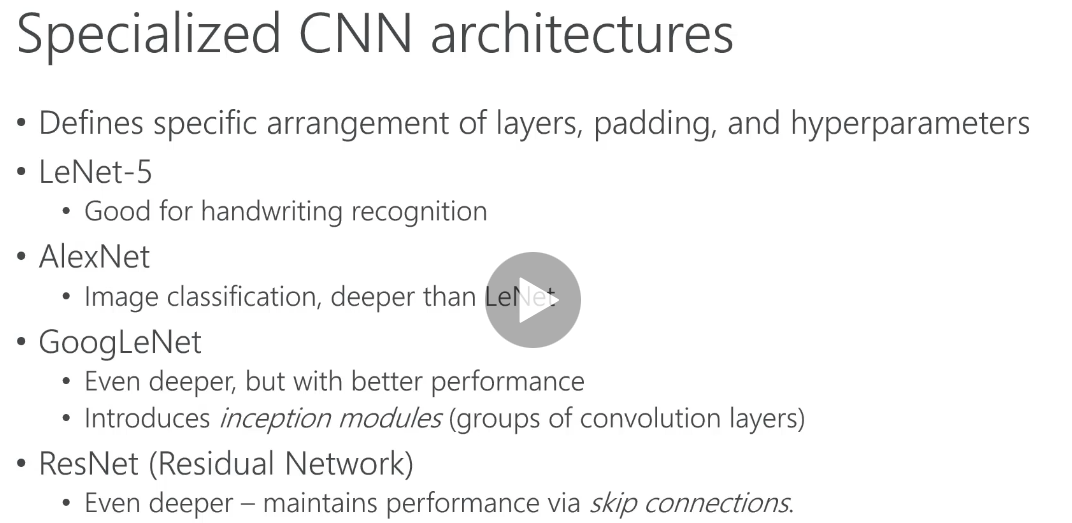 Specialized CNN architectures
• Defines specific arrangement of layers, padding, and hyperparameters
• LeNet-5
• Good for handwriting recognition
• AlexNet
• Image classification, deeper than LeNet
• GoogLeNet
• Even deeper, but with better performance
• Introduces inception modules (groups of convolution layers)
• ResNet (Residual Network)
• Even deeper – maintains performance via skip connections.